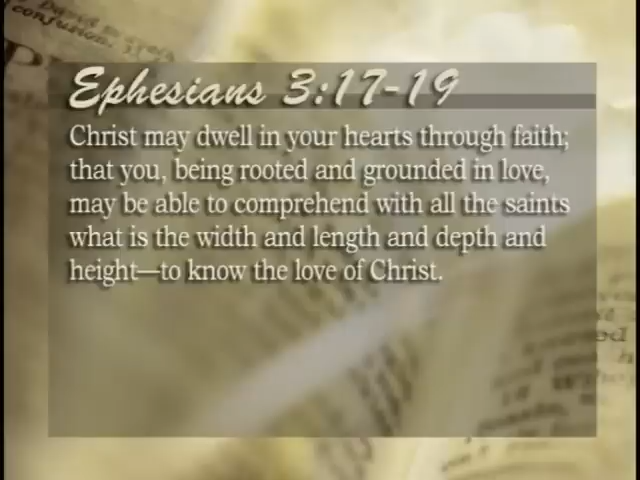 confusion.
Ephesians 3:17-19
Christ may dwell in your hearts through faith;
that you, being rooted and grounded in love,
may be able to comprehend with all the saints
what is the width and length and depth and
height—to know the love of Christ.